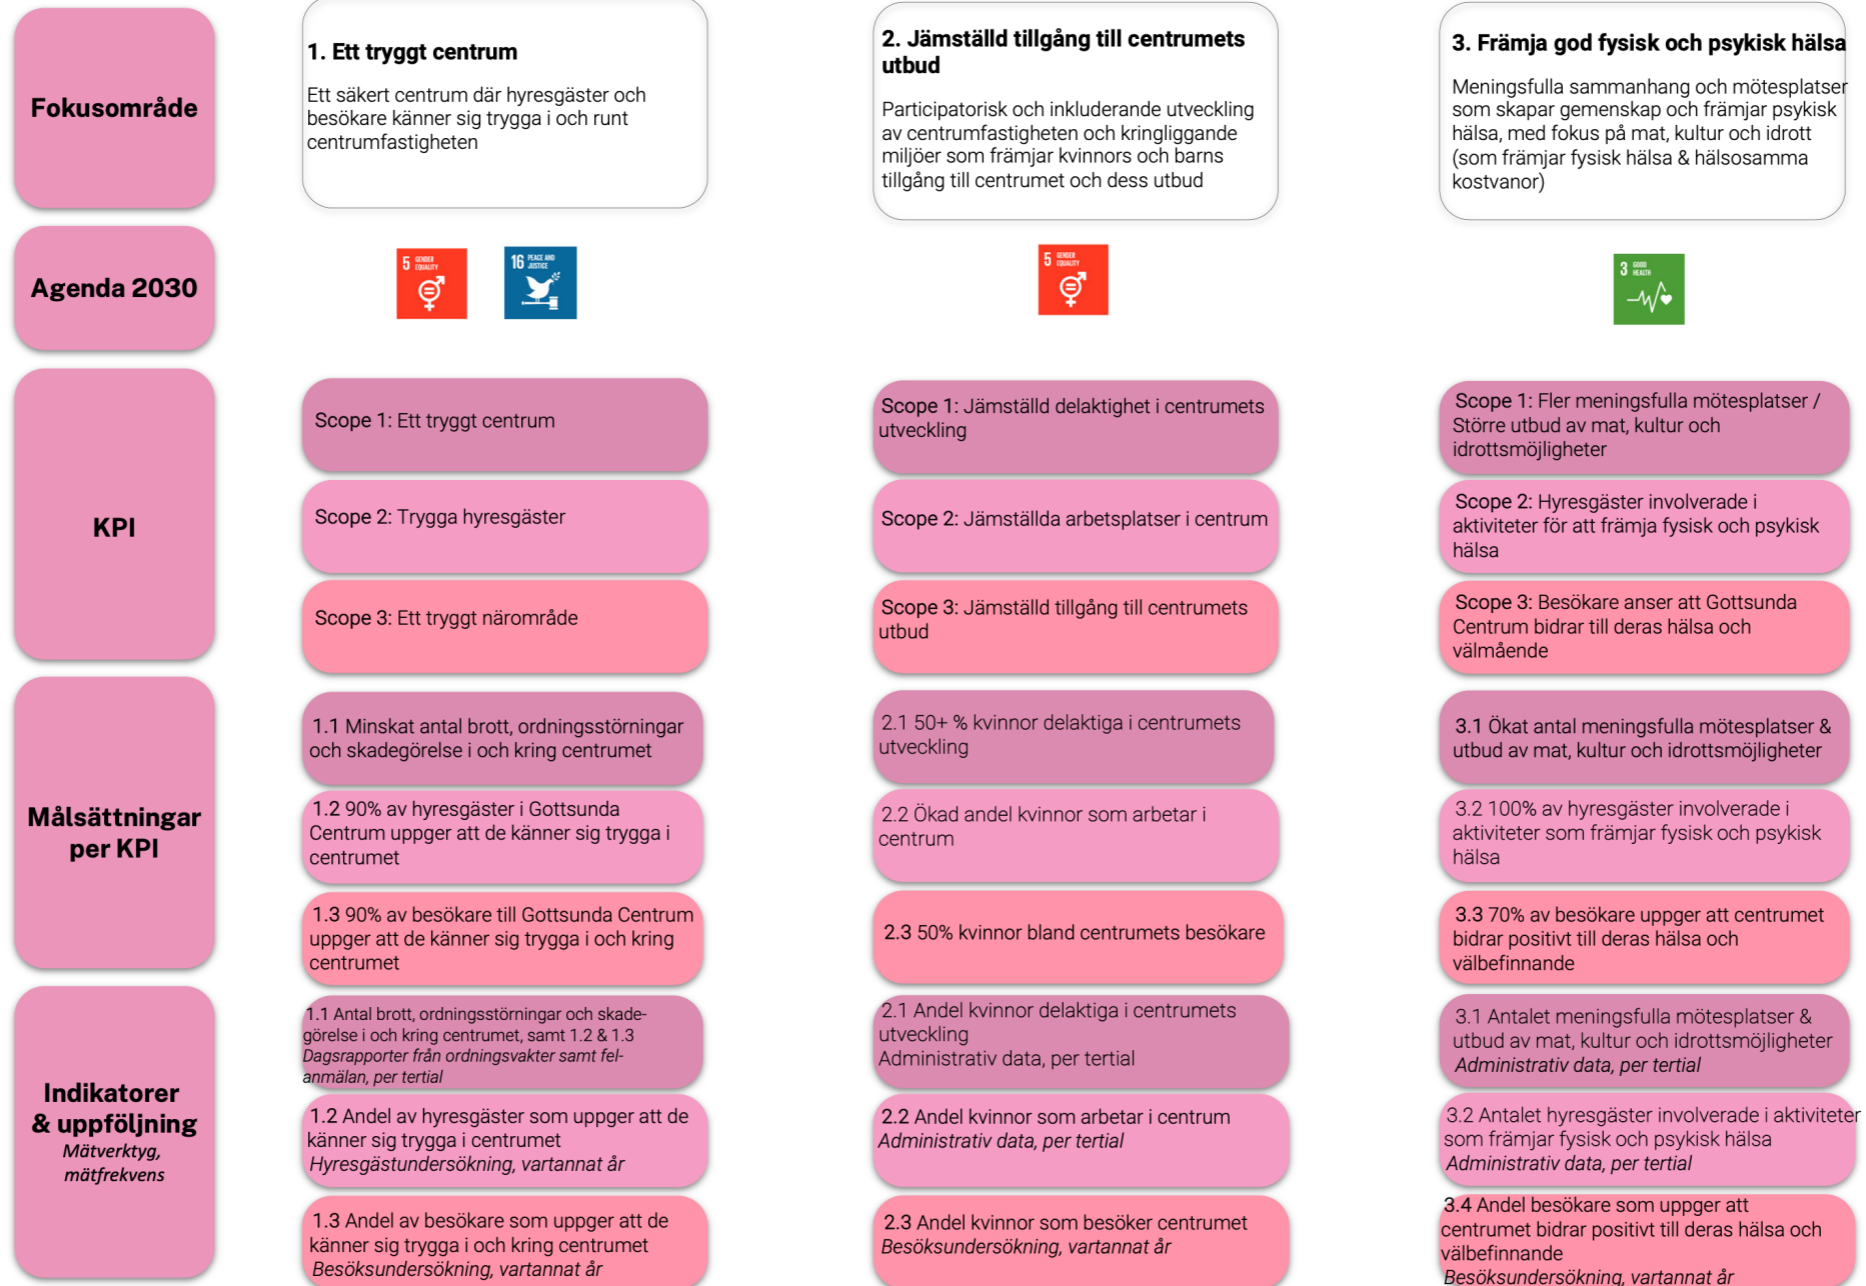 Fokusområde
1. Ett tryggt centrum
Ett säkert centrum där hyresgäster och
besökare känner sig trygga i och runt
centrumfastigheten
2. Jämställd tillgång till centrumets
utbud
Participatorisk och inkluderande utveckling
av centrumfastigheten och kringliggande
miljöer som främjar kvinnors och barns
tillgång till centrumet och dess utbud
3. Främja god fysisk och psykisk hälsa
Meningsfulla sammanhang och mötesplatser
som skapar gemenskap och främjar psykisk
hälsa, med fokus på mat, kultur och idrott
(som främjar fysisk hälsa & hälsosamma
kostvanor)
Agenda 2030
5 GENDER
EQUALITY
16 PEACE AND
JUSTICE
5 GENDER
EQUALITY
3 GOOD
HEALTH
KPI
Scope 1: Ett tryggt centrum
Scope 2: Trygga hyresgäster
Scope 3: Ett tryggt närområde
Scope 1: Jämställd delaktighet i centrumets
utveckling
Scope 2: Jämställda arbetsplatser i centrum
Scope 3: Jämställd tillgång till centrumets
utbud
Scope 1: Fler meningsfulla mötesplatser /
Större utbud av mat, kultur och
idrottsmöjligheter
Scope 2: Hyresgäster involverade i
aktiviteter för att främja fysisk och psykisk
hälsa
Scope 3: Besökare anser att Gottsunda
Centrum bidrar till deras hälsa och
välmående
Målsättningar
per KPI
1.1 Minskat antal brott, ordningsstörningar
och skadegörelse i och kring centrumet
1.2 90% av hyresgäster i Gottsunda
Centrum uppger att de känner sig trygga i
centrumet
1.3 90% av besökare till Gottsunda Centrum
uppger att de känner sig trygga i och kring
centrumet
2.1 50+ % kvinnor delaktiga i centrumets
utveckling
2.2 Ökad andel kvinnor som arbetar i
centrum
2.3 50% kvinnor bland centrumets besökare
3.1 Ökat antal meningsfulla mötesplatser &
utbud av mat, kultur och idrottsmöjligheter
3.2 100% av hyresgäster involverade i
aktiviteter som främjar fysisk och psykisk
hälsa
3.3 70% av besökare uppger att centrumet
bidrar positivt till deras hälsa och
välbefinnande
Indikatorer
& uppföljning
Mätverktyg,
mätfrekvens
1.1 Antal brott, ordningsstörningar och skade-
görelse i och kring centrumet, samt 1.2 & 1.3
Dagsrapporter från ordningsvakter samt fel-
anmälan, per tertial
1.2 Andel av hyresgäster som uppger att de
känner sig trygga i centrumet
Hyresgästundersökning, vartannat år
1.3 Andel av besökare som uppger att de
känner sig trygga i och kring centrumet
Besöksundersökning, vartannat år
2.1 Andel kvinnor delaktiga i centrumets
utveckling
Administrativ data, per tertial
2.2 Andel kvinnor som arbetar i centrum
Administrativ data, per tertial
2.3 Andel kvinnor som besöker centrumet
Besöksundersökning, vartannat år
3.1 Antalet meningsfulla mötesplatser &
utbud av mat, kultur och idrottsmöjligheter
Administrativ data, per tertial
3.2 Antalet hyresgäster involverade i aktiviteter
som främjar fysisk och psykisk hälsa
Administrativ data, per tertial
3.4 Andel besökare som uppger att
centrumet bidrar positivt till deras hälsa och
välbefinnande
Besöksundersökning, vartannat år